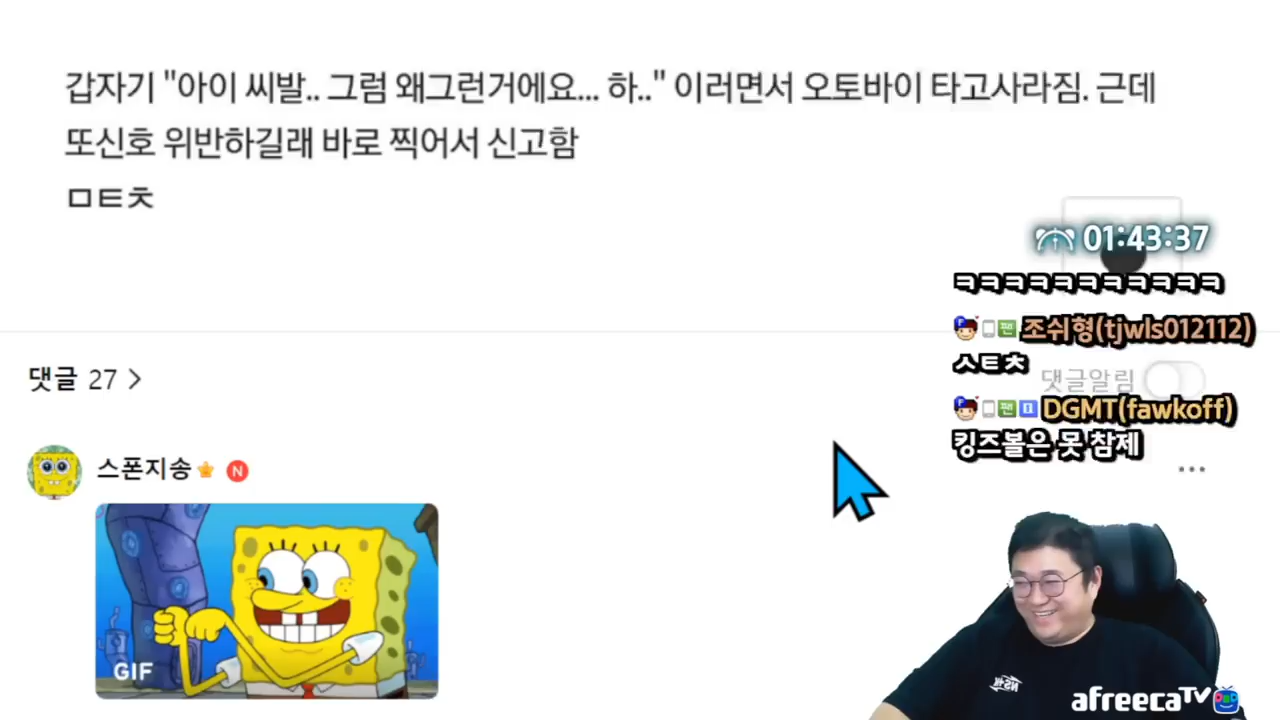 갑자기 "아이 씨발.. 그럼 왜그런거에요... 하.." 이러면서 오토바이 타고사라짐. 근데
또신호 위반하길래 바로 찍어서 신고함
ㅁㅌㅊ
01:43:37
ㅋㅋㅋㅋㅋㅋㅋㅋㅋㅋㅋ
F 팬 조쉬형(tjwls012112)
ㅅㅌㅊ
댓글 27 >
댓글알림
F 팬 1 DGMT(fawkoff)
킹즈볼은 못 참제
스폰지송 N
GIF
afreecaTV